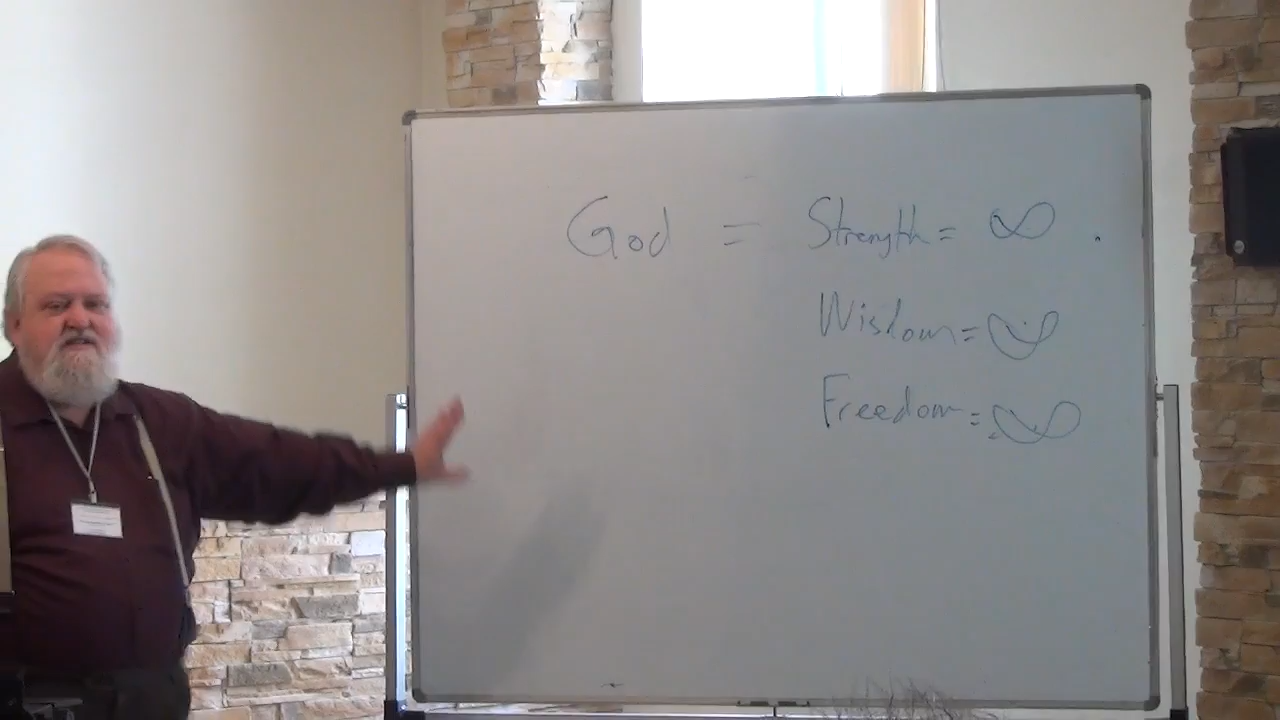 God = Strength = ∞ .
Wisdom = ∞
Freedom = ∞